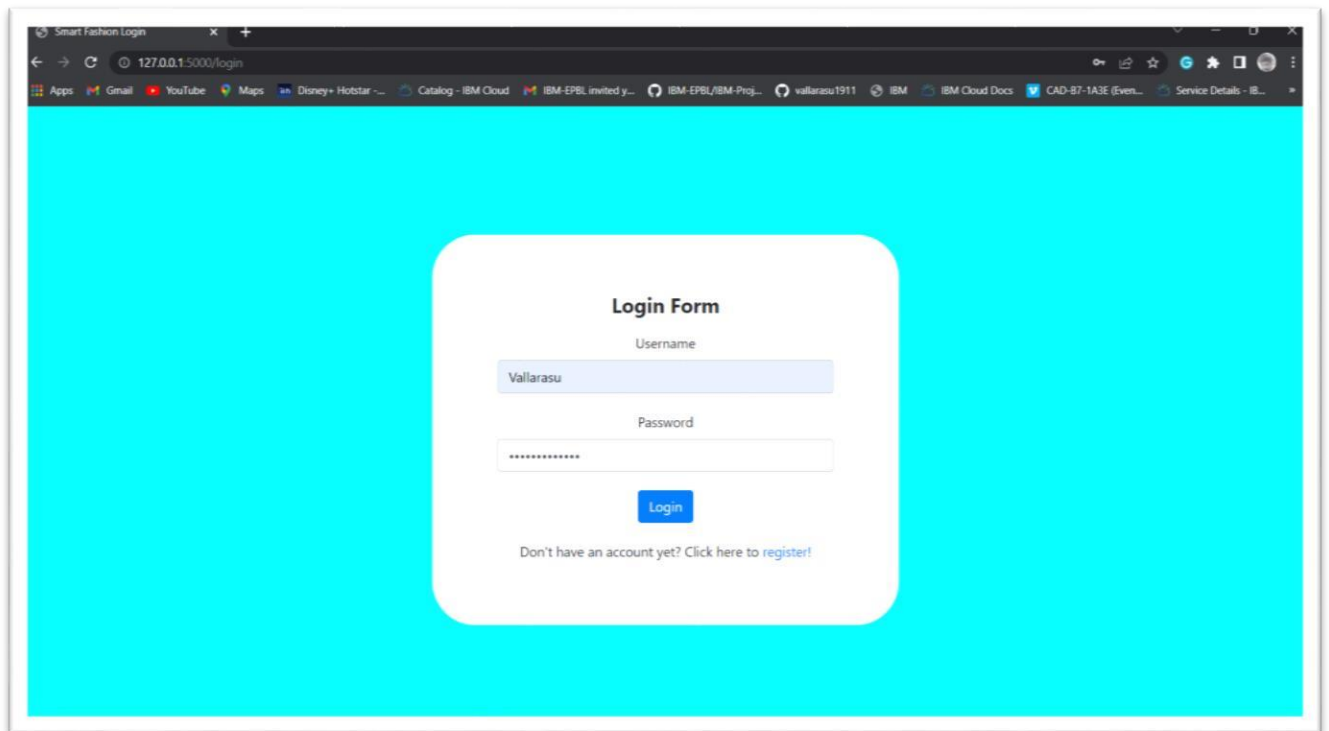 Smart Fashion Login
127.0.0.1:5000/login
Apps Gmail YouTube Maps Disney+ Hotstar -... Catalog - IBM Cloud IBM-EPBL invited y... IBM-EPBL/IBM-Proj... vallarasu1911 IBM IBM Cloud Docs CAD-B7-1A3E (Even... Service Details - IB...
Login Form
Username
Vallarasu
Password
•••••••••••••
Login
Don't have an account yet? Click here to register!